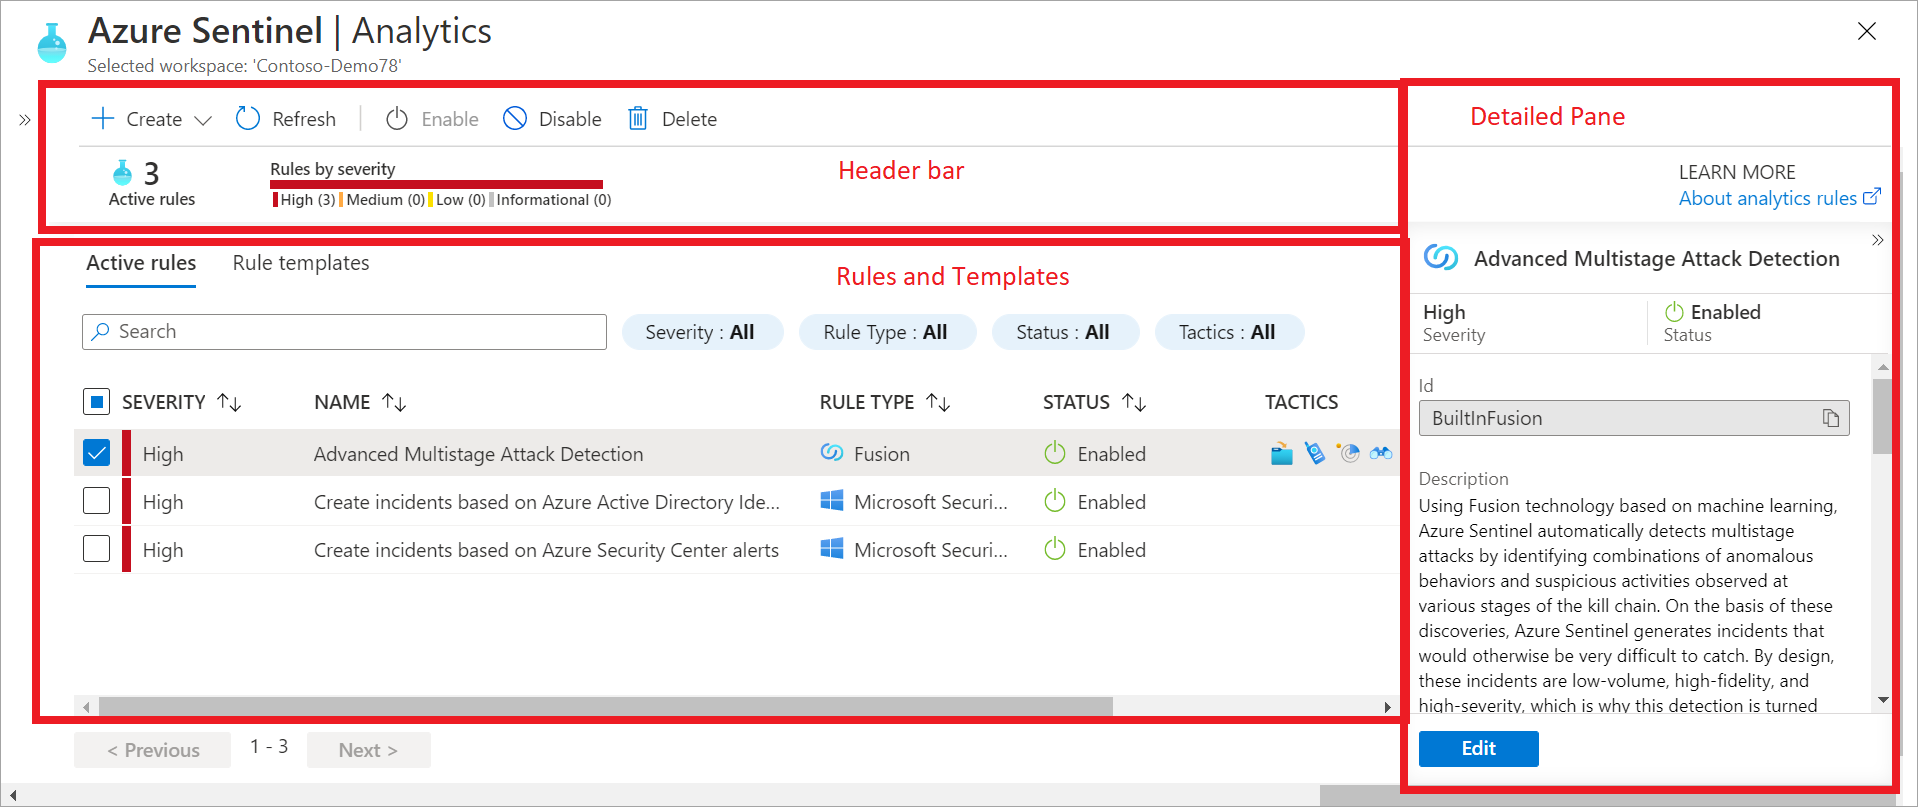 Azure Sentinel | Analytics
Selected workspace: 'Contoso-Demo78'
Create Refresh Enable Disable Delete
Detailed Pane
3
Active rules
Rules by severity
High (3) Medium (0) Low (0) Informational (0)
Header bar
LEARN MORE
About analytics rules
Active rules Rule templates
Rules and Templates
Search
Severity : All Rule Type : All Status : All Tactics : All
SEVERITY NAME RULE TYPE STATUS TACTICS
High Advanced Multistage Attack Detection Fusion Enabled
High Create incidents based on Azure Active Directory Ide... Microsoft Securi... Enabled
High Create incidents based on Azure Security Center alerts Microsoft Securi... Enabled
< Previous 1 - 3 Next >
Advanced Multistage Attack Detection
High Enabled
Severity Status
Id
BuiltInFusion
Description
Using Fusion technology based on machine learning,
Azure Sentinel automatically detects multistage
attacks by identifying combinations of anomalous
behaviors and suspicious activities observed at
various stages of the kill chain. On the basis of these
discoveries, Azure Sentinel generates incidents that
would otherwise be very difficult to catch. By design,
these incidents are low-volume, high-fidelity, and
high-severity, which is why this detection is turned
Edit